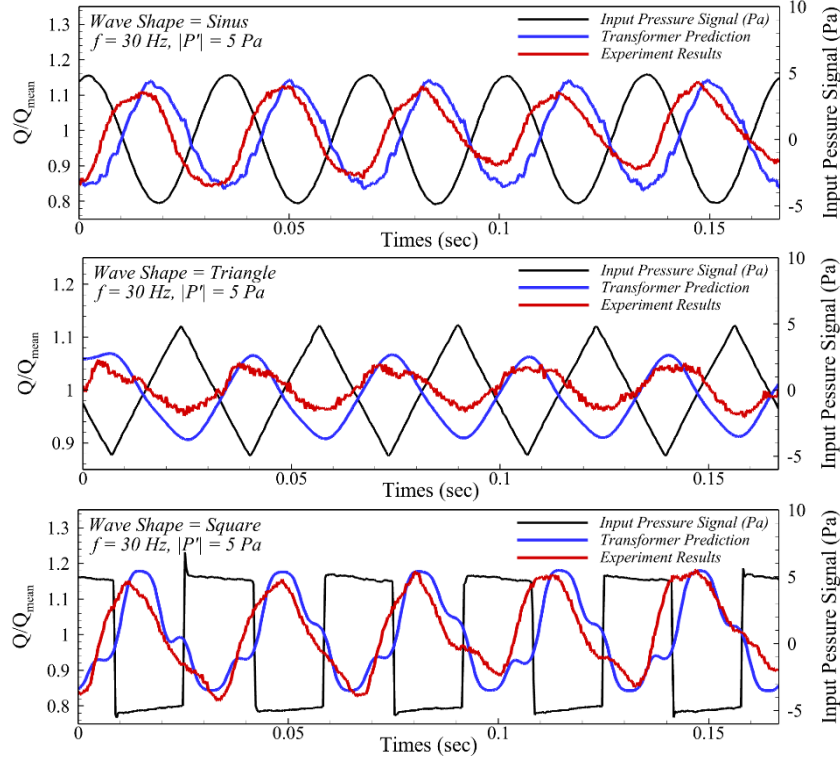 Wave Shape = Sinus
f = 30 Hz, |P'| = 5 Pa
Input Pressure Signal (Pa)
Transformer Prediction
Experiment Results
1.3
1.2
1.1
1
0.9
0.8
Q/Q_mean
10
5
0
-5
Input Pessure Signal (Pa)
0
0.05
0.1
0.15
Times (sec)
Wave Shape = Triangle
f = 30 Hz, |P'| = 5 Pa
Input Pressure Signal (Pa)
Transformer Prediction
Experiment Results
1.2
1.1
1
0.9
Q/Q_mean
10
5
0
-5
Input Pessure Signal (Pa)
0
0.05
0.1
0.15
Times (sec)
Wave Shape = Square
f = 30 Hz, |P'| = 5 Pa
Input Pressure Signal (Pa)
Transformer Prediction
Experiment Results
1.3
1.2
1.1
1
0.9
0.8
Q/Q_mean
10
5
0
-5
Input Pessure Signal (Pa)
0
0.05
0.1
0.15
Times (sec)